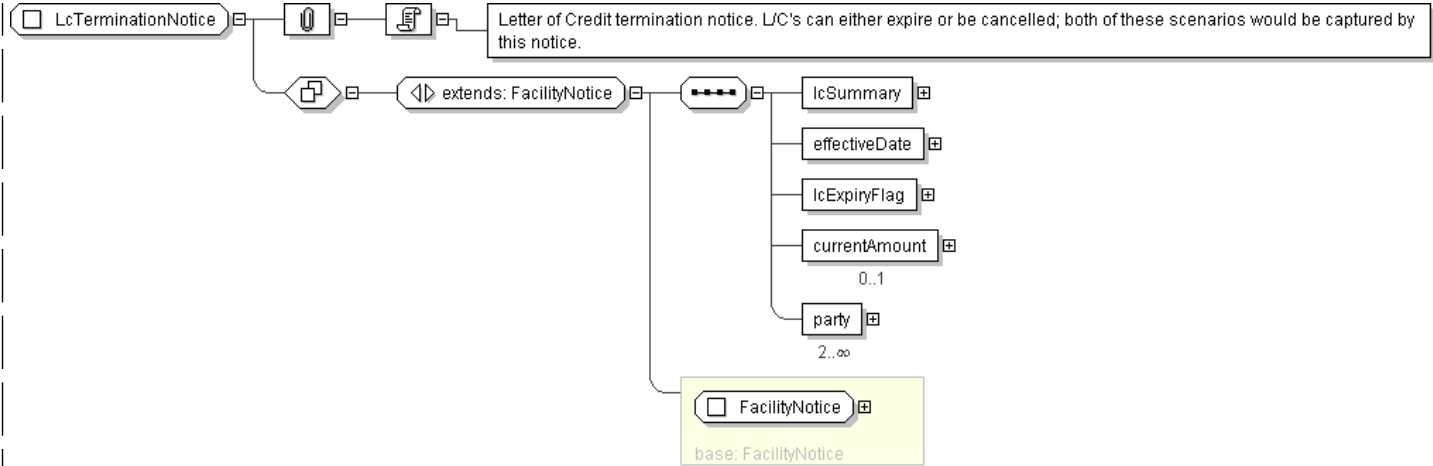 LcTerminationNotice
Letter of Credit termination notice. L/C's can either expire or be cancelled; both of these scenarios would be captured by
this notice.
extends: FacilityNotice
lcSummary
effectiveDate
lcExpiryFlag
currentAmount
0..1
party
2..∞
FacilityNotice
base: FacilityNotice